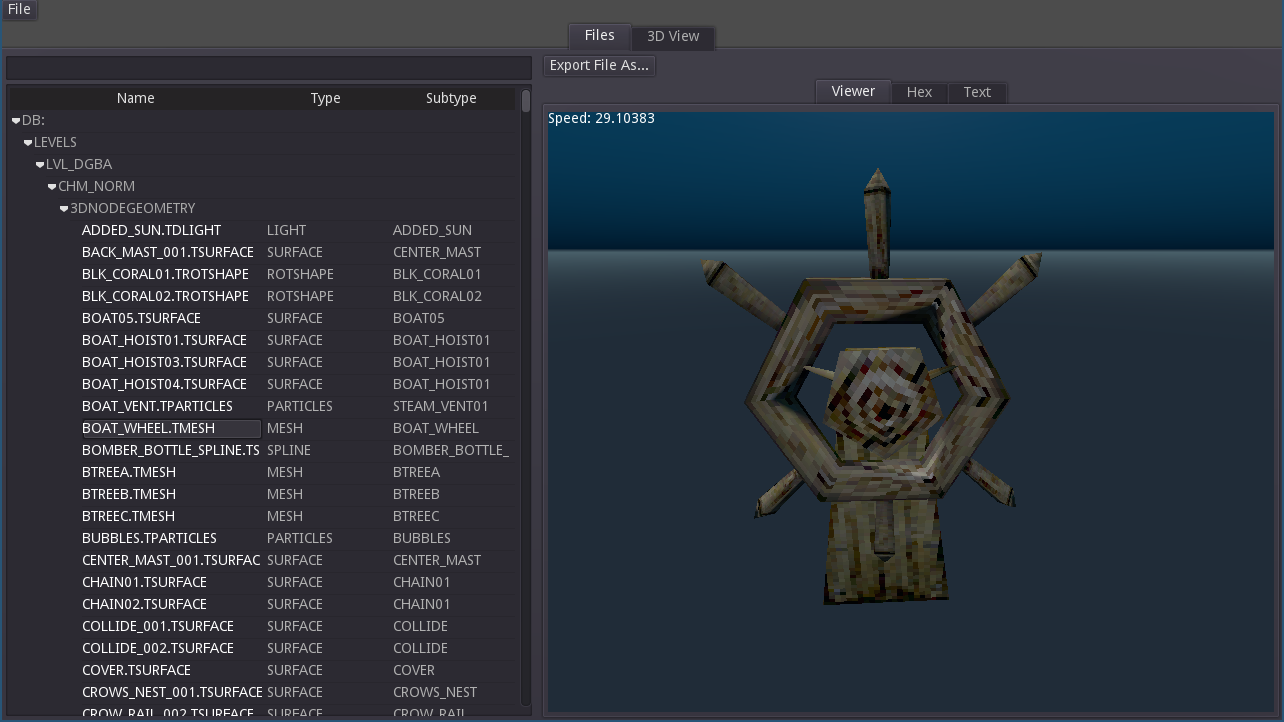 File
Files 3D View
Export File As...
Name Type Subtype
Viewer Hex Text
Speed: 29.10383
DB:
LEVELS
LVL_DGBA
CHM_NORM
3DNODEGEOMETRY
ADDED_SUN.TDLIGHT LIGHT ADDED_SUN
BACK_MAST_001.TSURFACE SURFACE CENTER_MAST
BLK_CORAL01.TROTSHAPE ROTSHAPE BLK_CORAL01
BLK_CORAL02.TROTSHAPE ROTSHAPE BLK_CORAL02
BOAT05.TSURFACE SURFACE BOAT05
BOAT_HOIST01.TSURFACE SURFACE BOAT_HOIST01
BOAT_HOIST03.TSURFACE SURFACE BOAT_HOIST01
BOAT_HOIST04.TSURFACE SURFACE BOAT_HOIST01
BOAT_VENT.TPARTICLES PARTICLES STEAM_VENT01
BOAT_WHEEL.TMESH MESH BOAT_WHEEL
BOMBER_BOTTLE_SPLINE.TS SPLINE BOMBER_BOTTLE_
BTREEA.TMESH MESH BTREEA
BTREEB.TMESH MESH BTREEB
BTREEC.TMESH MESH BTREEC
BUBBLES.TPARTICLES PARTICLES BUBBLES
CENTER_MAST_001.TSURFAC SURFACE CENTER_MAST
CHAIN01.TSURFACE SURFACE CHAIN01
CHAIN02.TSURFACE SURFACE CHAIN01
COLLIDE_001.TSURFACE SURFACE COLLIDE
COLLIDE_002.TSURFACE SURFACE COLLIDE
COVER.TSURFACE SURFACE COVER
CROWS_NEST_001.TSURFACE SURFACE CROWS_NEST
CROW_RAIL_002.TSURFACE SURFACE CROW_RAIL